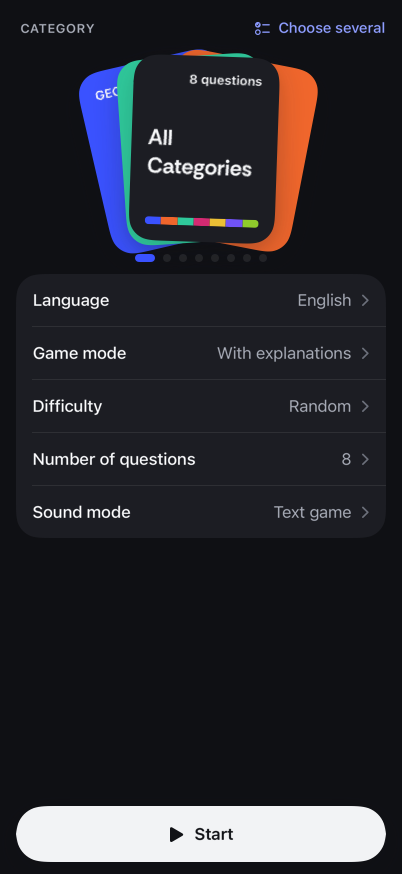 CATEGORY
Choose several
8 questions
All
Categories
Language
English
Game mode
With explanations
Difficulty
Random
Number of questions
8
Sound mode
Text game
Start